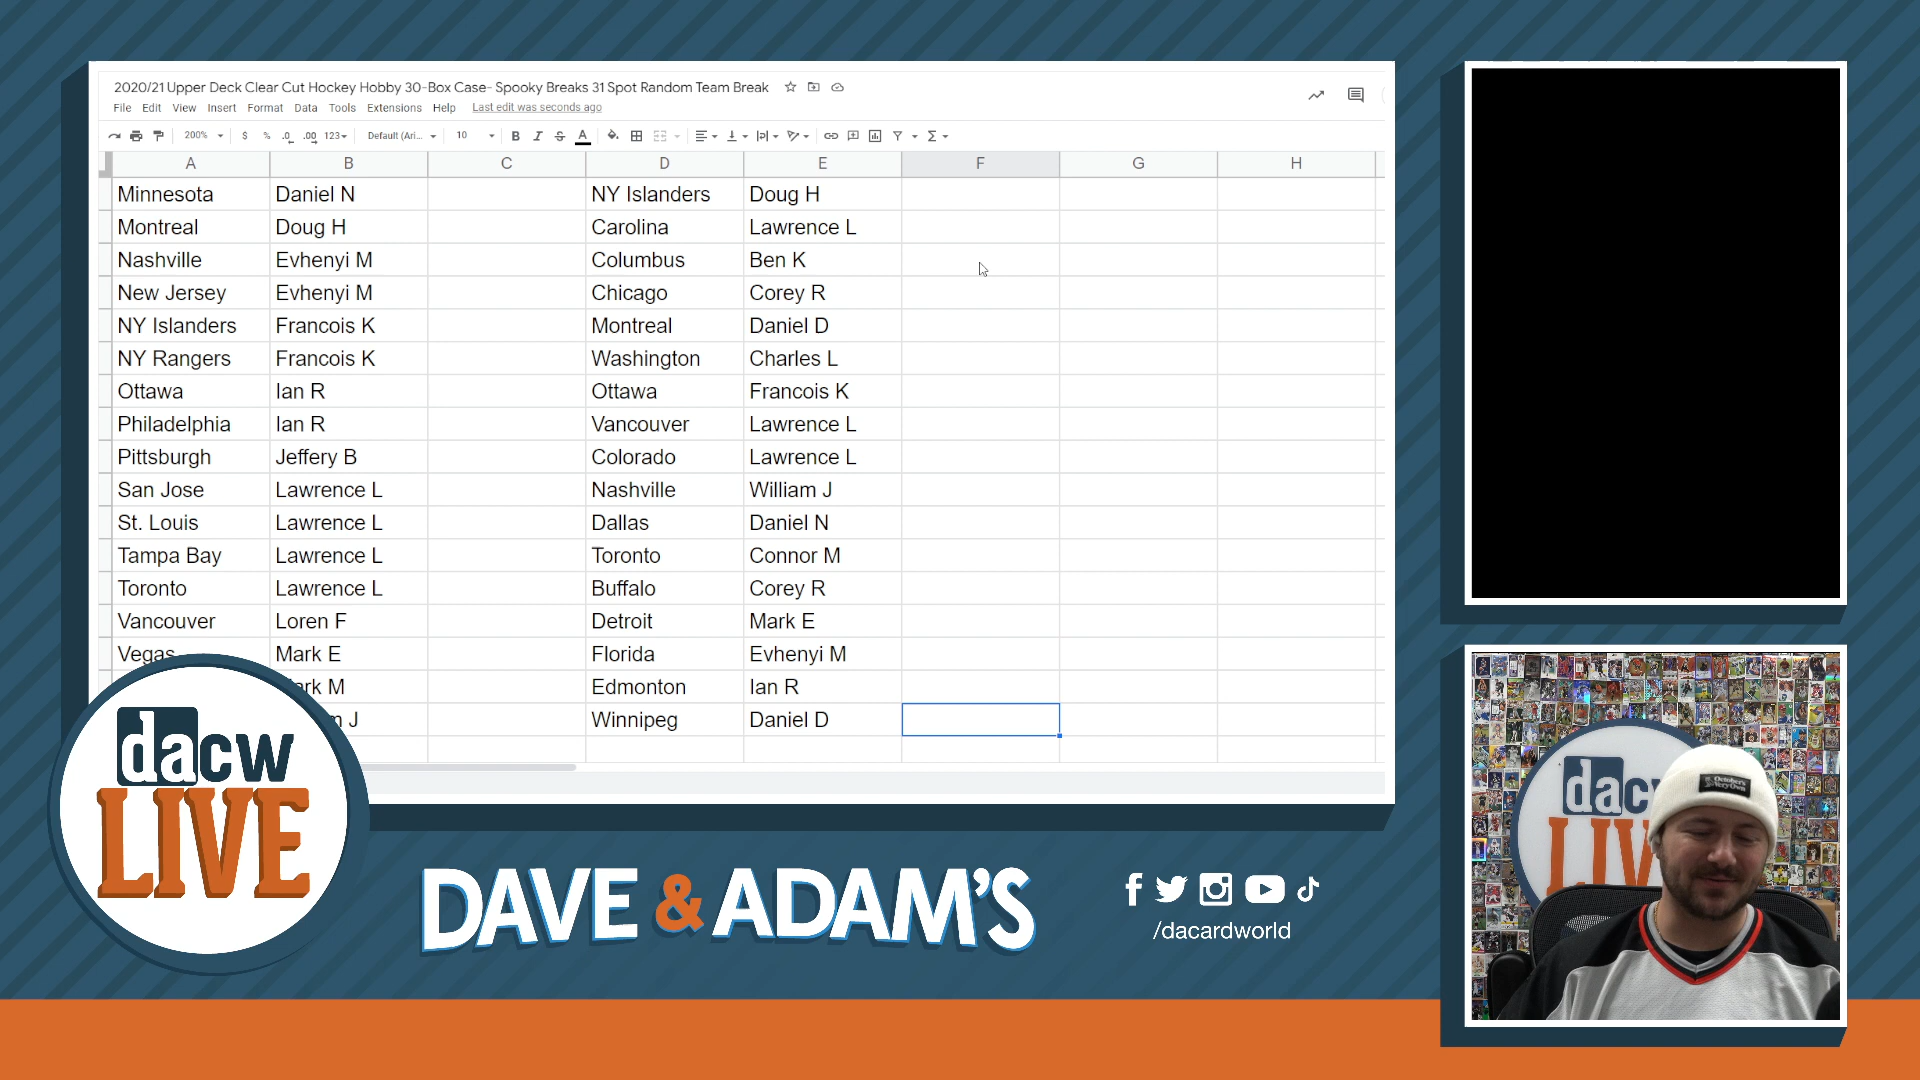 2020/21 Upper Deck Clear Cut Hockey Hobby 30-Box Case- Spooky Breaks 31 Spot Random Team Break
File Edit View Insert Format Data Tools Extensions Help Last edit was seconds ago
200% $ % .0 .00 123 Default (Ari... 10 B I S A
A B C D E F G H
Minnesota Daniel N NY Islanders Doug H
Montreal Doug H Carolina Lawrence L
Nashville Evhenyi M Columbus Ben K
New Jersey Evhenyi M Chicago Corey R
NY Islanders Francois K Montreal Daniel D
NY Rangers Francois K Washington Charles L
Ottawa Ian R Ottawa Francois K
Philadelphia Ian R Vancouver Lawrence L
Pittsburgh Jeffery B Colorado Lawrence L
San Jose Lawrence L Nashville William J
St. Louis Lawrence L Dallas Daniel N
Tampa Bay Lawrence L Toronto Connor M
Toronto Lawrence L Buffalo Corey R
Vancouver Loren F Detroit Mark E
Vegas Mark E Florida Evhenyi M
M Edmonton Ian R
J Winnipeg Daniel D
dacw
LIVE
DAVE & ADAM'S
/dacardworld
October's
Very Own
dac
LIV